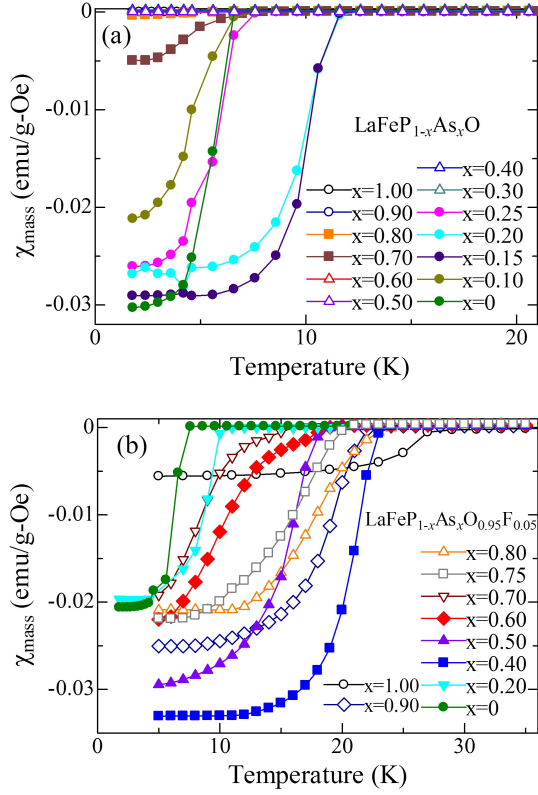 (a)
0
-0.01
-0.02
-0.03
χmass (emu/g-Oe)
LaFeP1-xAsxO
x=0.40
x=1.00 x=0.30
x=0.90 x=0.25
x=0.80 x=0.20
x=0.70 x=0.15
x=0.60 x=0.10
x=0.50 x=0
0 10 20
Temperature (K)
(b)
0
-0.01
-0.02
-0.03
χmass (emu/g-Oe)
LaFeP1-xAsxO0.95F0.05
x=0.80
x=0.75
x=0.70
x=0.60
x=0.50
x=0.40
x=1.00 x=0.20
x=0.90 x=0
0 10 20 30
Temperature (K)